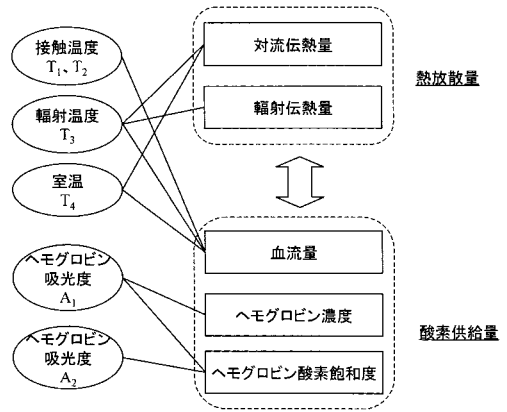 接触温度
T1、T2
輻射温度
T3
室温
T4
ヘモグロビン
吸光度
A1
ヘモグロビン
吸光度
A2
対流伝熱量
輻射伝熱量
熱放散量
血流量
ヘモグロビン濃度
ヘモグロビン酸素飽和度
酸素供給量